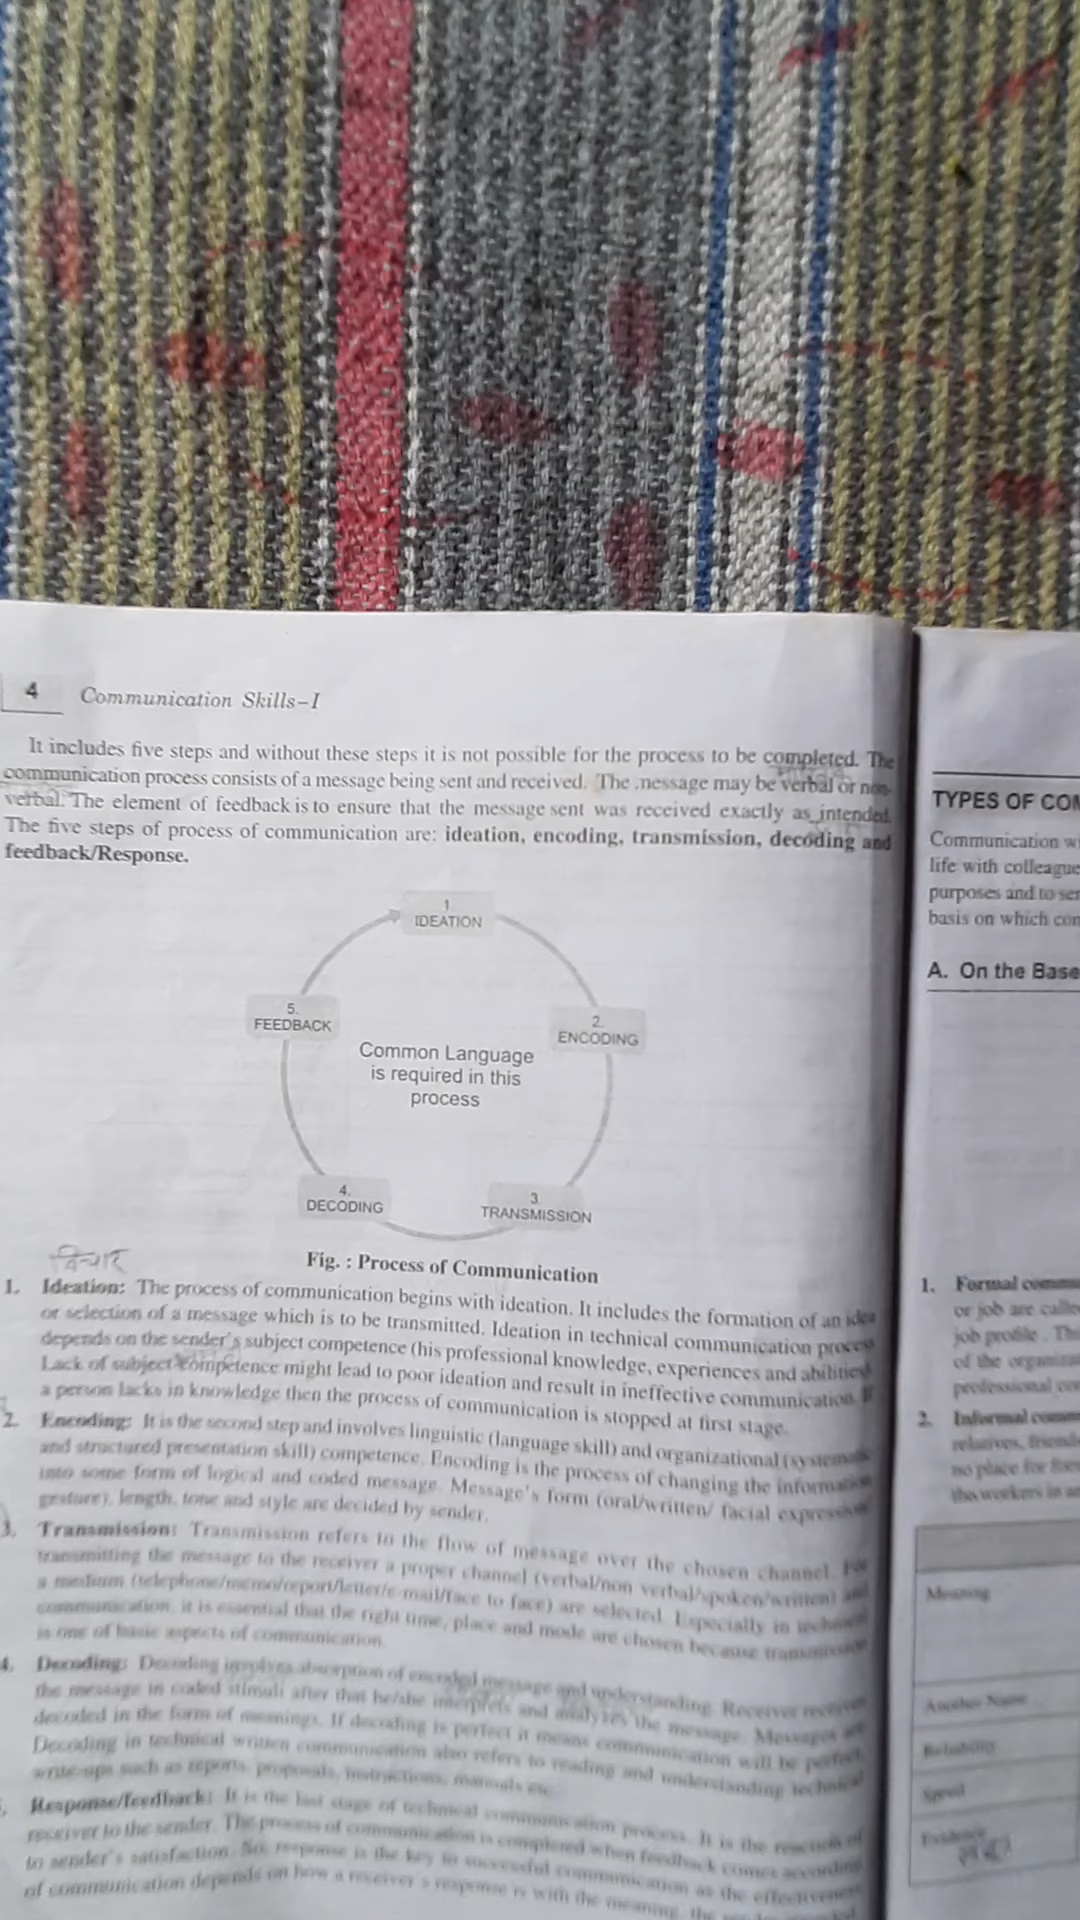 4 Communication Skills–I
It includes five steps and without these steps it is not possible for the process to be completed. The
communication process consists of a message being sent and received. The .nessage may be verbal or non-
verbal. The element of feedback is to ensure that the message sent was received exactly as intended.
The five steps of process of communication are: ideation, encoding, transmission, decoding and
feedback/Response.
1
IDEATION
5.
FEEDBACK
2.
ENCODING
Common Language
is required in this
process
4.
DECODING
3.
TRANSMISSION
विचार
Fig. : Process of Communication
1. Ideation: The process of communication begins with ideation. It includes the formation of an idea
or selection of a message which is to be transmitted. Ideation in technical communication process
depends on the sender's subject competence (his professional knowledge, experiences and abilities)
Lack of subject competence might lead to poor ideation and result in ineffective communication. If
a person lacks in knowledge then the process of communication is stopped at first stage.
2. Encoding: It is the second step and involves linguistic (language skill) and organizational (systematic
and structured presentation skill) competence. Encoding is the process of changing the information
into some form of logical and coded message. Message's form (oral/written/ facial expression
gesture), length, tone and style are decided by sender.
3. Transmission: Transmission refers to the flow of message over the chosen channel. For
transmitting the message to the receiver a proper channel (verbal/non verbal/spoken/written) and
a medium (telephone/memo/report/letter/e-mail/face to face) are selected. Especially in technical
communication, it is essential that the right time, place and mode are chosen because transmission
is one of basic aspects of communication.
4. Decoding: Decoding involves absorption of encoded message and understanding. Receiver receives
the message in coded stimuli after that he/she interprets and analyzes the message. Messages are
decoded in the form of meanings. If decoding is perfect it means communication will be perfect.
Decoding in technical written communication also refers to reading and understanding technical
write-ups such as reports, proposals, instructions, manuals etc.
Response/feedback: It is the last stage of technical communication process. It is the reaction of
receiver to the sender. The process of communication is completed when feedback comes according
to sender's satisfaction. So, response is the key to successful communication as the effectiveness
of communication depends on how a receiver's response is with the meaning, the
TYPES OF COM
Communication wi
life with colleague
purposes and to ser
basis on which com
A. On the Base
1. Formal commu
or job are called
job profile. Thi
of the organiza
professional
2. Informal comm
relatives, friends
no place for for
the workers in an
Meaning
Another Name
Reliability
Speed
Evidence